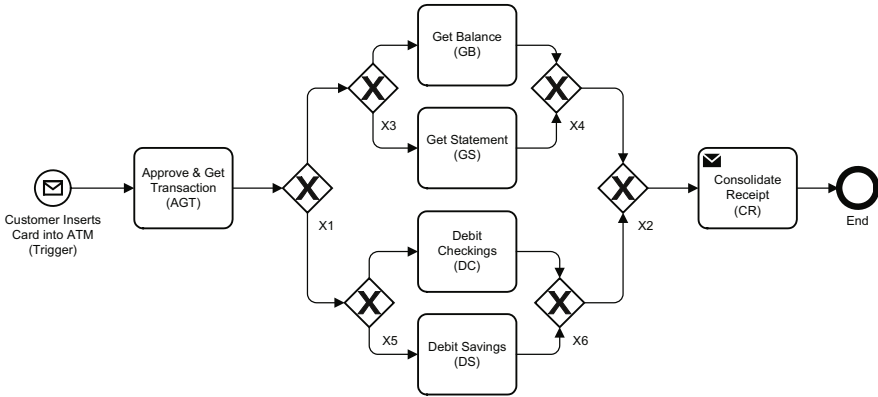 Customer Inserts
Card into ATM
(Trigger)
Approve & Get
Transaction
(AGT)
X1
X3
Get Balance
(GB)
Get Statement
(GS)
X4
X5
Debit
Checkings
(DC)
Debit Savings
(DS)
X6
X2
Consolidate
Receipt
(CR)
End